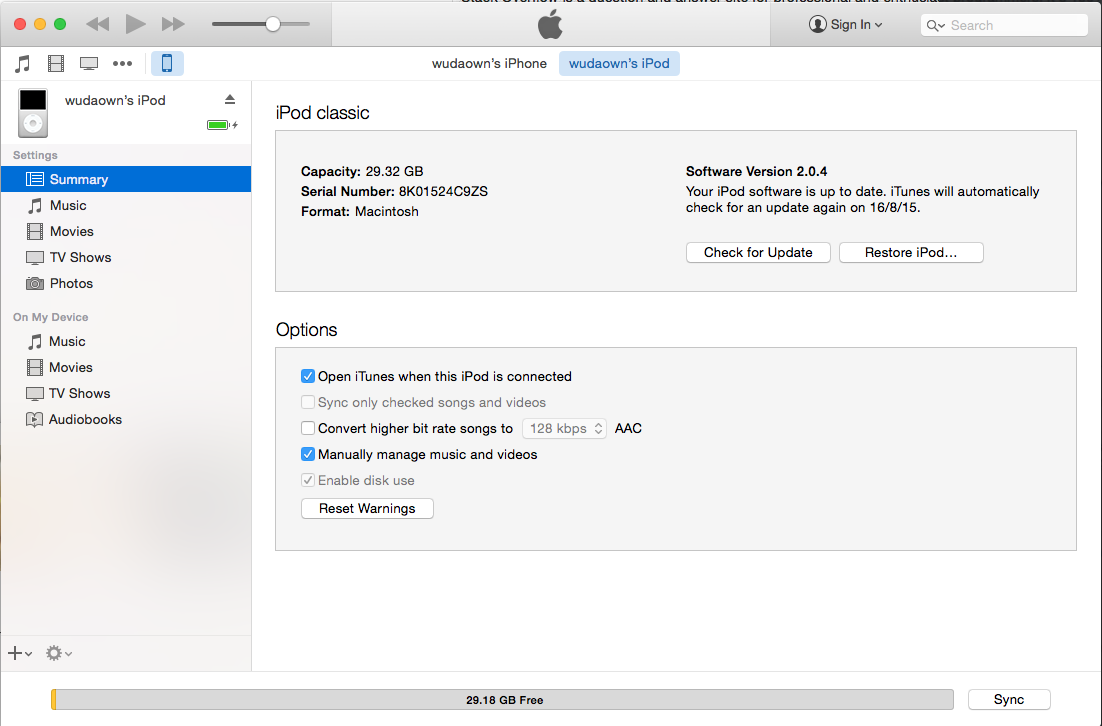 Sign In
Search
wudaown's iPhone
wudaown's iPod
wudaown's iPod
Settings
Summary
Music
Movies
TV Shows
Photos
On My Device
Music
Movies
TV Shows
Audiobooks
iPod classic
Capacity: 29.32 GB
Serial Number: 8K01524C9ZS
Format: Macintosh
Software Version 2.0.4
Your iPod software is up to date. iTunes will automatically
check for an update again on 16/8/15.
Check for Update
Restore iPod...
Options
Open iTunes when this iPod is connected
Sync only checked songs and videos
Convert higher bit rate songs to 128 kbps AAC
Manually manage music and videos
Enable disk use
Reset Warnings
29.18 GB Free
Sync